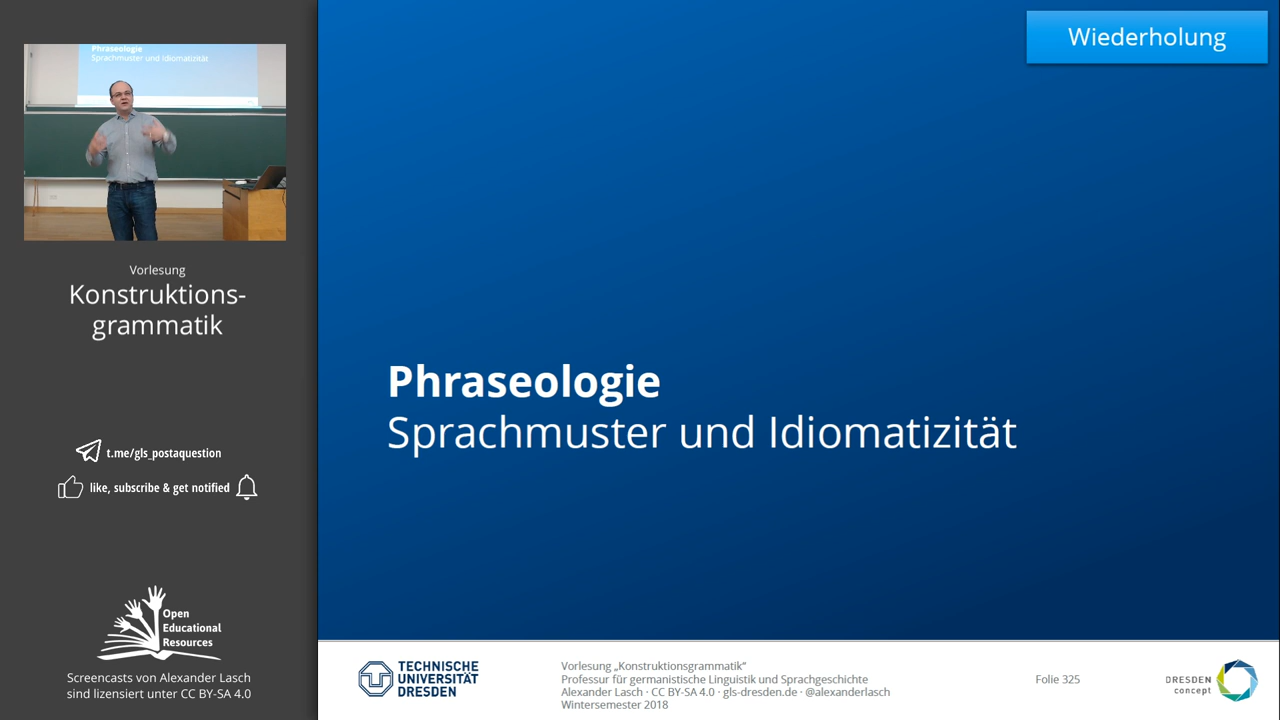 Phraseologie
Sprachmuster und Idiomatizität
Vorlesung
Konstruktions-
grammatik
t.me/gls_postaquestion
like, subscribe & get notified
Open
Educational
Resources
Screencasts von Alexander Lasch
sind lizensiert unter CC BY-SA 4.0
Wiederholung
Phraseologie
Sprachmuster und Idiomatizität
TECHNISCHE
UNIVERSITÄT
DRESDEN
Vorlesung „Konstruktionsgrammatik“
Professur für germanistische Linguistik und Sprachgeschichte
Alexander Lasch · CC BY-SA 4.0 · gls-dresden.de · @alexanderlasch
Wintersemester 2018
Folie 325
DRESDEN
concept